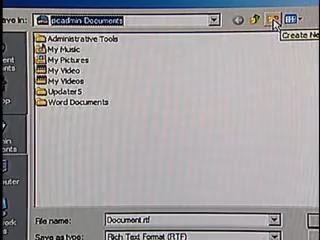 ave in:
pcadmin Documents
Create Ne
Administrative Tools
My Music
My Pictures
My Video
My Videos
Updater5
Word Documents
File name:
Document.rtf
Save as type:
Rich Text Format (RTF)